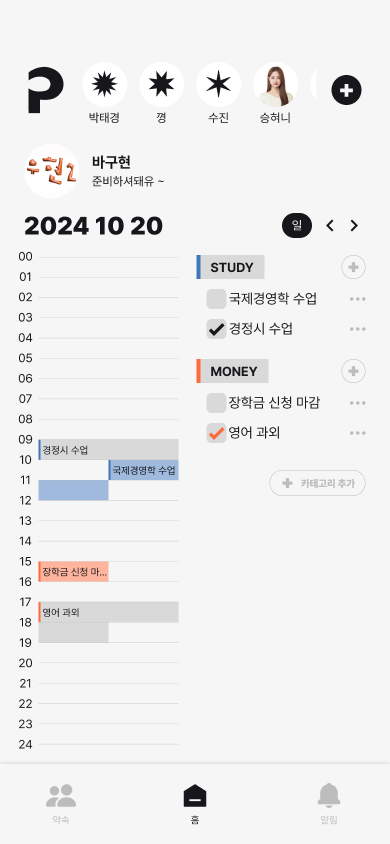 P
박태경
꼉
수진
승혀니
우현2
바구현
준비하셔돼유 ~
2024 10 20
일
00
01
02
03
04
05
06
07
08
09
10
11
12
13
14
15
16
17
18
19
20
21
22
23
24
경정시 수업
국제경영학 수업
장학금 신청 마...
영어 과외
STUDY
국제경영학 수업
경정시 수업
MONEY
장학금 신청 마감
영어 과외
카테고리 추가
약속
홈
알림